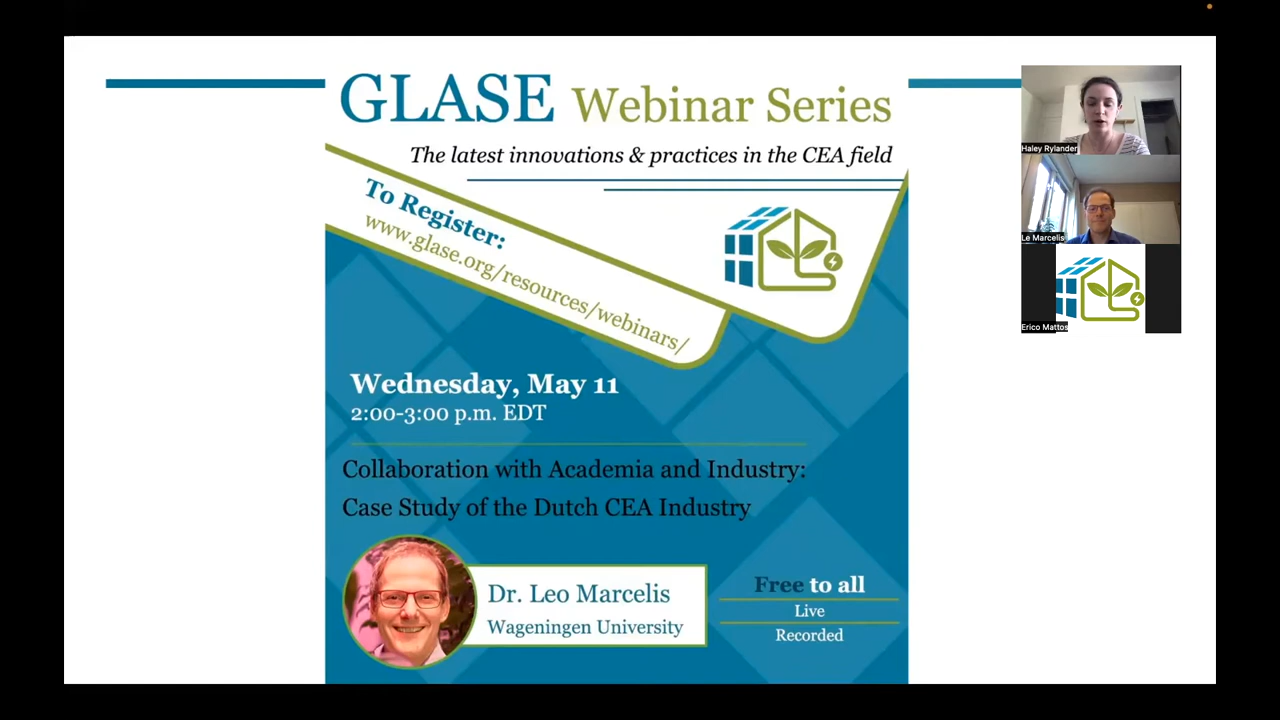 GLASE Webinar Series
The latest innovations & practices in the CEA field
To Register:
www.glase.org/resources/webinars/
Wednesday, May 11
2:00-3:00 p.m. EDT
Collaboration with Academia and Industry:
Case Study of the Dutch CEA Industry
Dr. Leo Marcelis
Wageningen University
Free to all
Live
Recorded
Haley Rylander
Le Marcelis
Erico Mattos